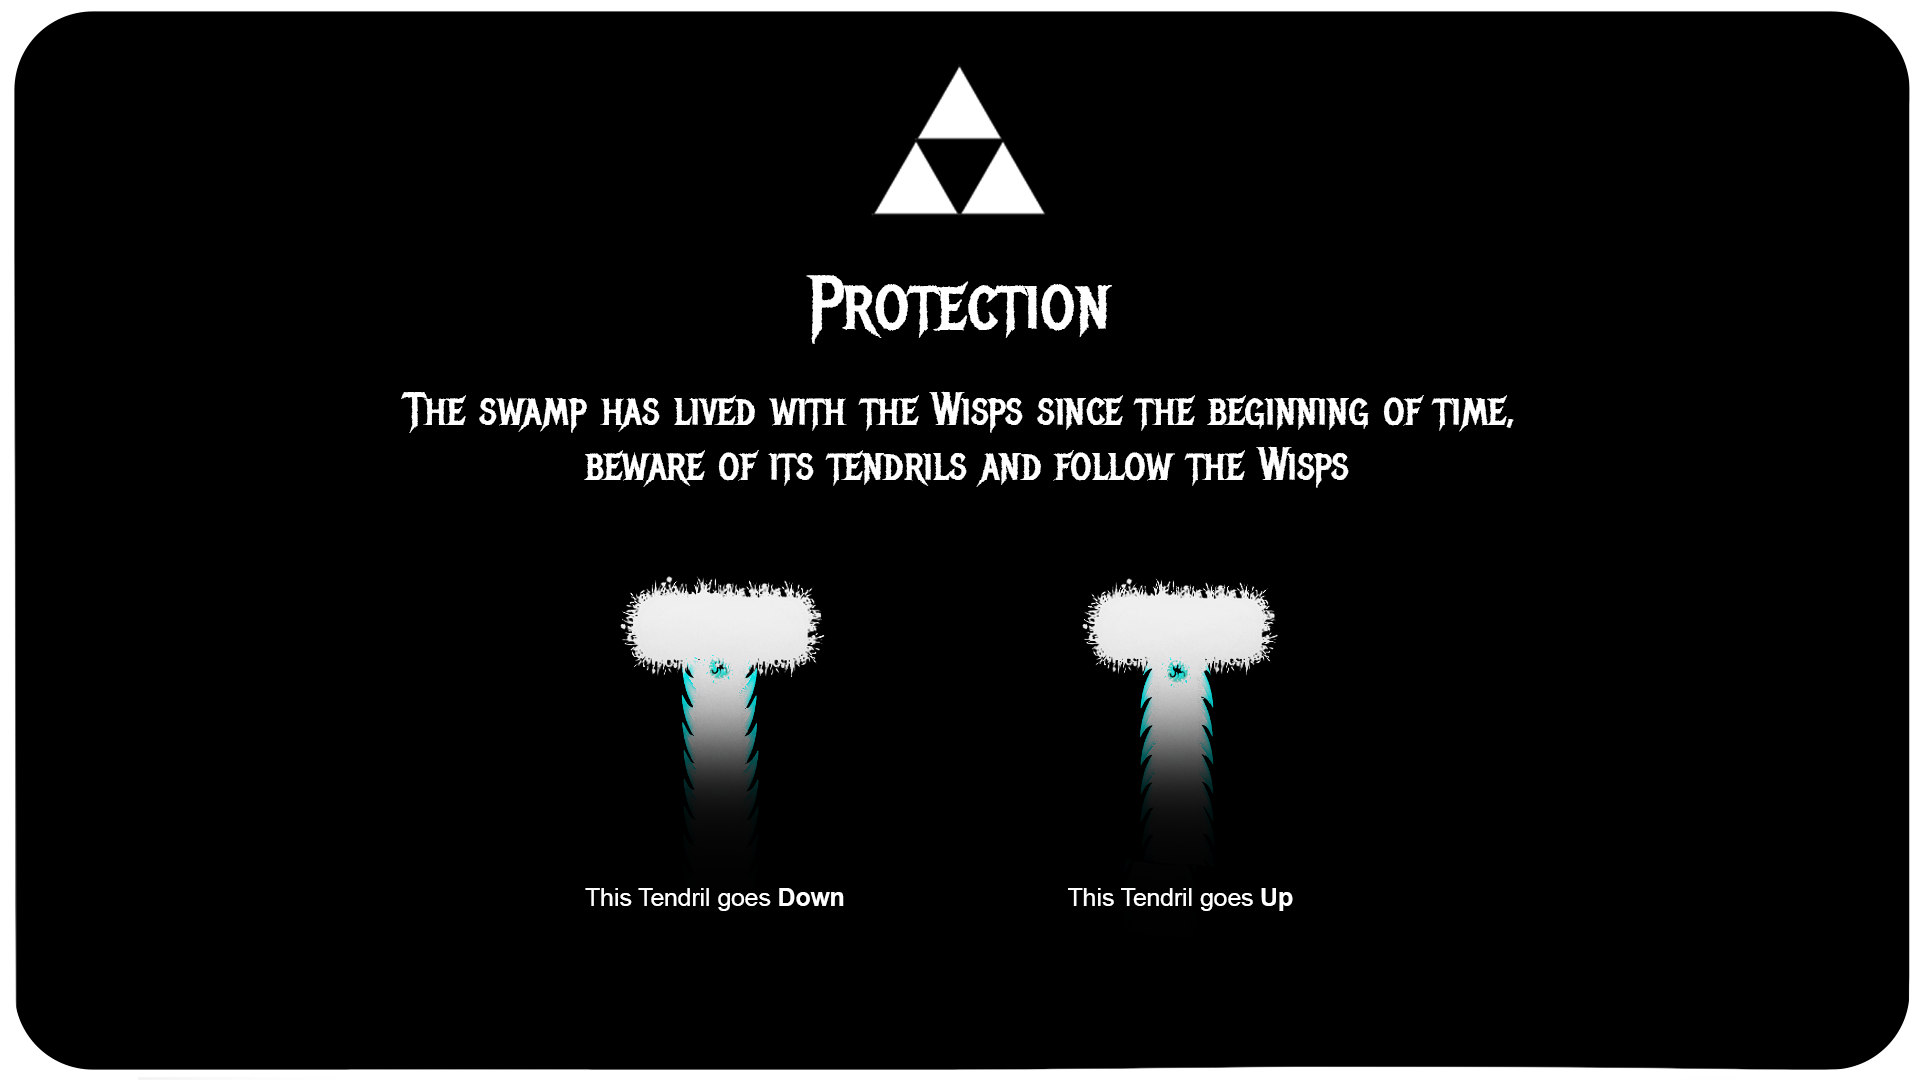 Protection
The swamp has lived with the Wisps since the beginning of time,
beware of its tendrils and follow the Wisps
This Tendril goes Down
This Tendril goes Up